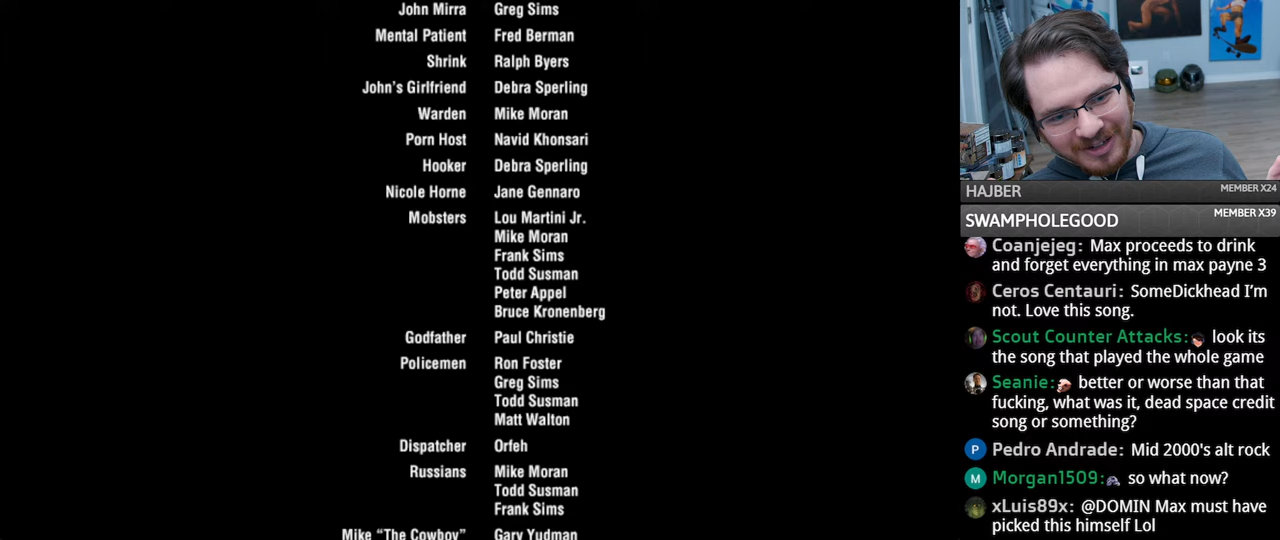 John Mirra Greg Sims
Mental Patient Fred Berman
Shrink Ralph Byers
John's Girlfriend Debra Sperling
Warden Mike Moran
Porn Host Navid Khonsari
Hooker Debra Sperling
Nicole Horne Jane Gennaro
Mobsters Lou Martini Jr.
Mike Moran
Frank Sims
Todd Susman
Peter Appel
Bruce Kronenberg
Godfather Paul Christie
Policemen Ron Foster
Greg Sims
Todd Susman
Matt Walton
Dispatcher Orfeh
Russians Mike Moran
Todd Susman
Frank Sims
Mike "The Cowboy" Gary Yudman
HAJBER MEMBER X24
SWAMPHOLEGOOD MEMBER X39
Coanjejeg: Max proceeds to drink
and forget everything in max payne 3
Ceros Centauri: SomeDickhead I'm
not. Love this song.
Scout Counter Attacks: look its
the song that played the whole game
Seanie: better or worse than that
fucking, what was it, dead space credit
song or something?
P Pedro Andrade: Mid 2000's alt rock
M Morgan1509: so what now?
xLuis89x: @DOMIN Max must have
picked this himself Lol